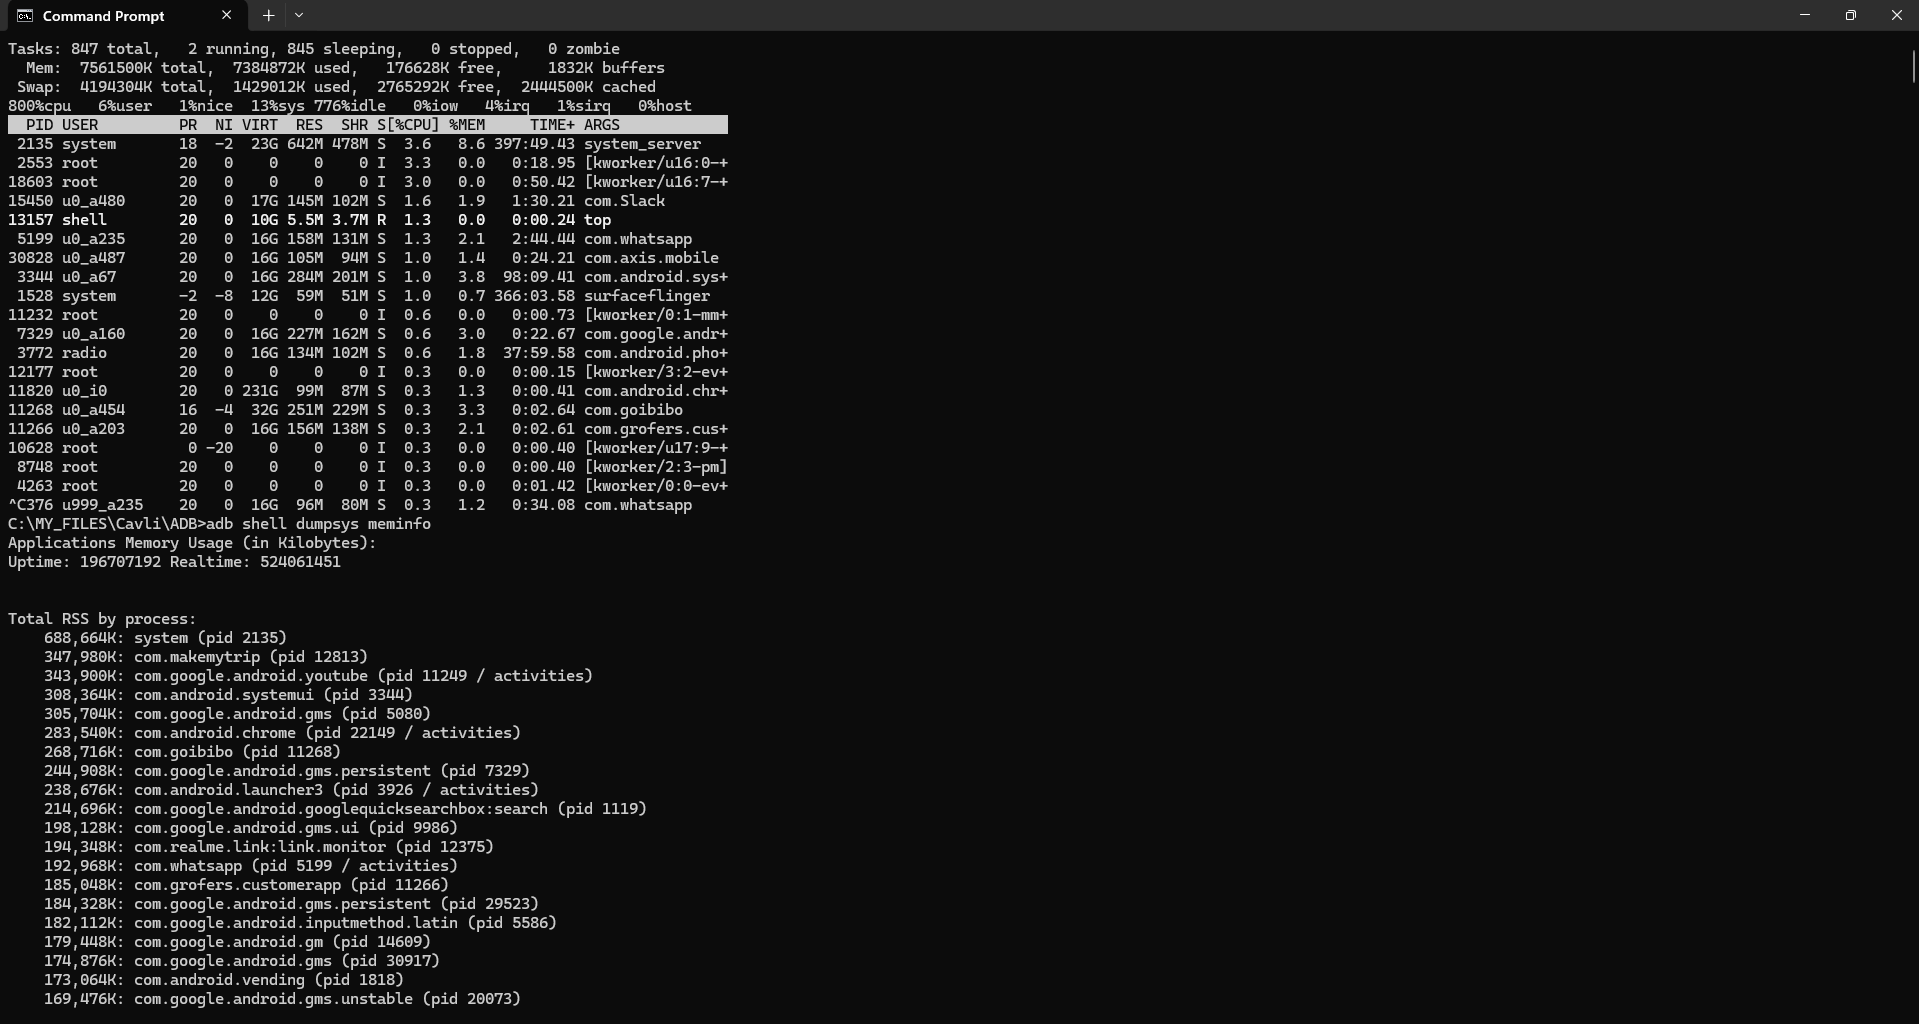 Command Prompt
Tasks: 847 total,   2 running, 845 sleeping,   0 stopped,   0 zombie
  Mem:  7561500K total,  7384872K used,   176628K free,     1832K buffers
 Swap:  4194304K total,  1429012K used,  2765292K free,  2444500K cached
800%cpu   6%user   1%nice  13%sys 776%idle   0%iow   4%irq   1%sirq   0%host
  PID USER         PR  NI VIRT  RES  SHR S[%CPU] %MEM     TIME+ ARGS
 2135 system       18  -2  23G 642M 478M S  3.6   8.6 397:49.43 system_server
 2553 root         20   0    0    0    0 I  3.3   0.0   0:18.95 [kworker/u16:0-+
18603 root         20   0    0    0    0 I  3.0   0.0   0:50.42 [kworker/u16:7-+
15450 u0_a480      20   0  17G 145M 102M S  1.6   1.9   1:30.21 com.Slack
13157 shell        20   0  10G 5.5M 3.7M R  1.3   0.0   0:00.24 top
 5199 u0_a235      20   0  16G 158M 131M S  1.3   2.1   2:44.44 com.whatsapp
30828 u0_a487      20   0  16G 105M  94M S  1.0   1.4   0:24.21 com.axis.mobile
 3344 u0_a67       20   0  16G 284M 201M S  1.0   3.8  98:09.41 com.android.sys+
 1528 system       -2  -8  12G  59M  51M S  1.0   0.7 366:03.58 surfaceflinger
11232 root         20   0    0    0    0 I  0.6   0.0   0:00.73 [kworker/0:1-mm+
 7329 u0_a160      20   0  16G 227M 162M S  0.6   3.0   0:22.67 com.google.andr+
 3772 radio        20   0  16G 134M 102M S  0.6   1.8  37:59.58 com.android.pho+
12177 root         20   0    0    0    0 I  0.3   0.0   0:00.15 [kworker/3:2-ev+
11820 u0_i0        20   0 231G  99M  87M S  0.3   1.3   0:00.41 com.android.chr+
11268 u0_a454      16  -4  32G 251M 229M S  0.3   3.3   0:02.64 com.goibibo
11266 u0_a203      20   0  16G 156M 138M S  0.3   2.1   0:02.61 com.grofers.cus+
10628 root          0 -20    0    0    0 I  0.3   0.0   0:00.40 [kworker/u17:9-+
 8748 root         20   0    0    0    0 I  0.3   0.0   0:00.40 [kworker/2:3-pm]
 4263 root         20   0    0    0    0 I  0.3   0.0   0:01.42 [kworker/0:0-ev+
^C376 u999_a235    20   0  16G  96M  80M S  0.3   1.2   0:34.08 com.whatsapp
C:\MY_FILES\Cavli\ADB>adb shell dumpsys meminfo
Applications Memory Usage (in Kilobytes):
Uptime: 196707192 Realtime: 524061451
Total RSS by process:
    688,664K: system (pid 2135)
    347,980K: com.makemytrip (pid 12813)
    343,900K: com.google.android.youtube (pid 11249 / activities)
    308,364K: com.android.systemui (pid 3344)
    305,704K: com.google.android.gms (pid 5080)
    283,540K: com.android.chrome (pid 22149 / activities)
    268,716K: com.goibibo (pid 11268)
    244,908K: com.google.android.gms.persistent (pid 7329)
    238,676K: com.android.launcher3 (pid 3926 / activities)
    214,696K: com.google.android.googlequicksearchbox:search (pid 1119)
    198,128K: com.google.android.gms.ui (pid 9986)
    194,348K: com.realme.link:link.monitor (pid 12375)
    192,968K: com.whatsapp (pid 5199 / activities)
    185,048K: com.grofers.customerapp (pid 11266)
    184,328K: com.google.android.gms.persistent (pid 29523)
    182,112K: com.google.android.inputmethod.latin (pid 5586)
    179,448K: com.google.android.gm (pid 14609)
    174,876K: com.google.android.gms (pid 30917)
    173,064K: com.android.vending (pid 1818)
    169,476K: com.google.android.gms.unstable (pid 20073)